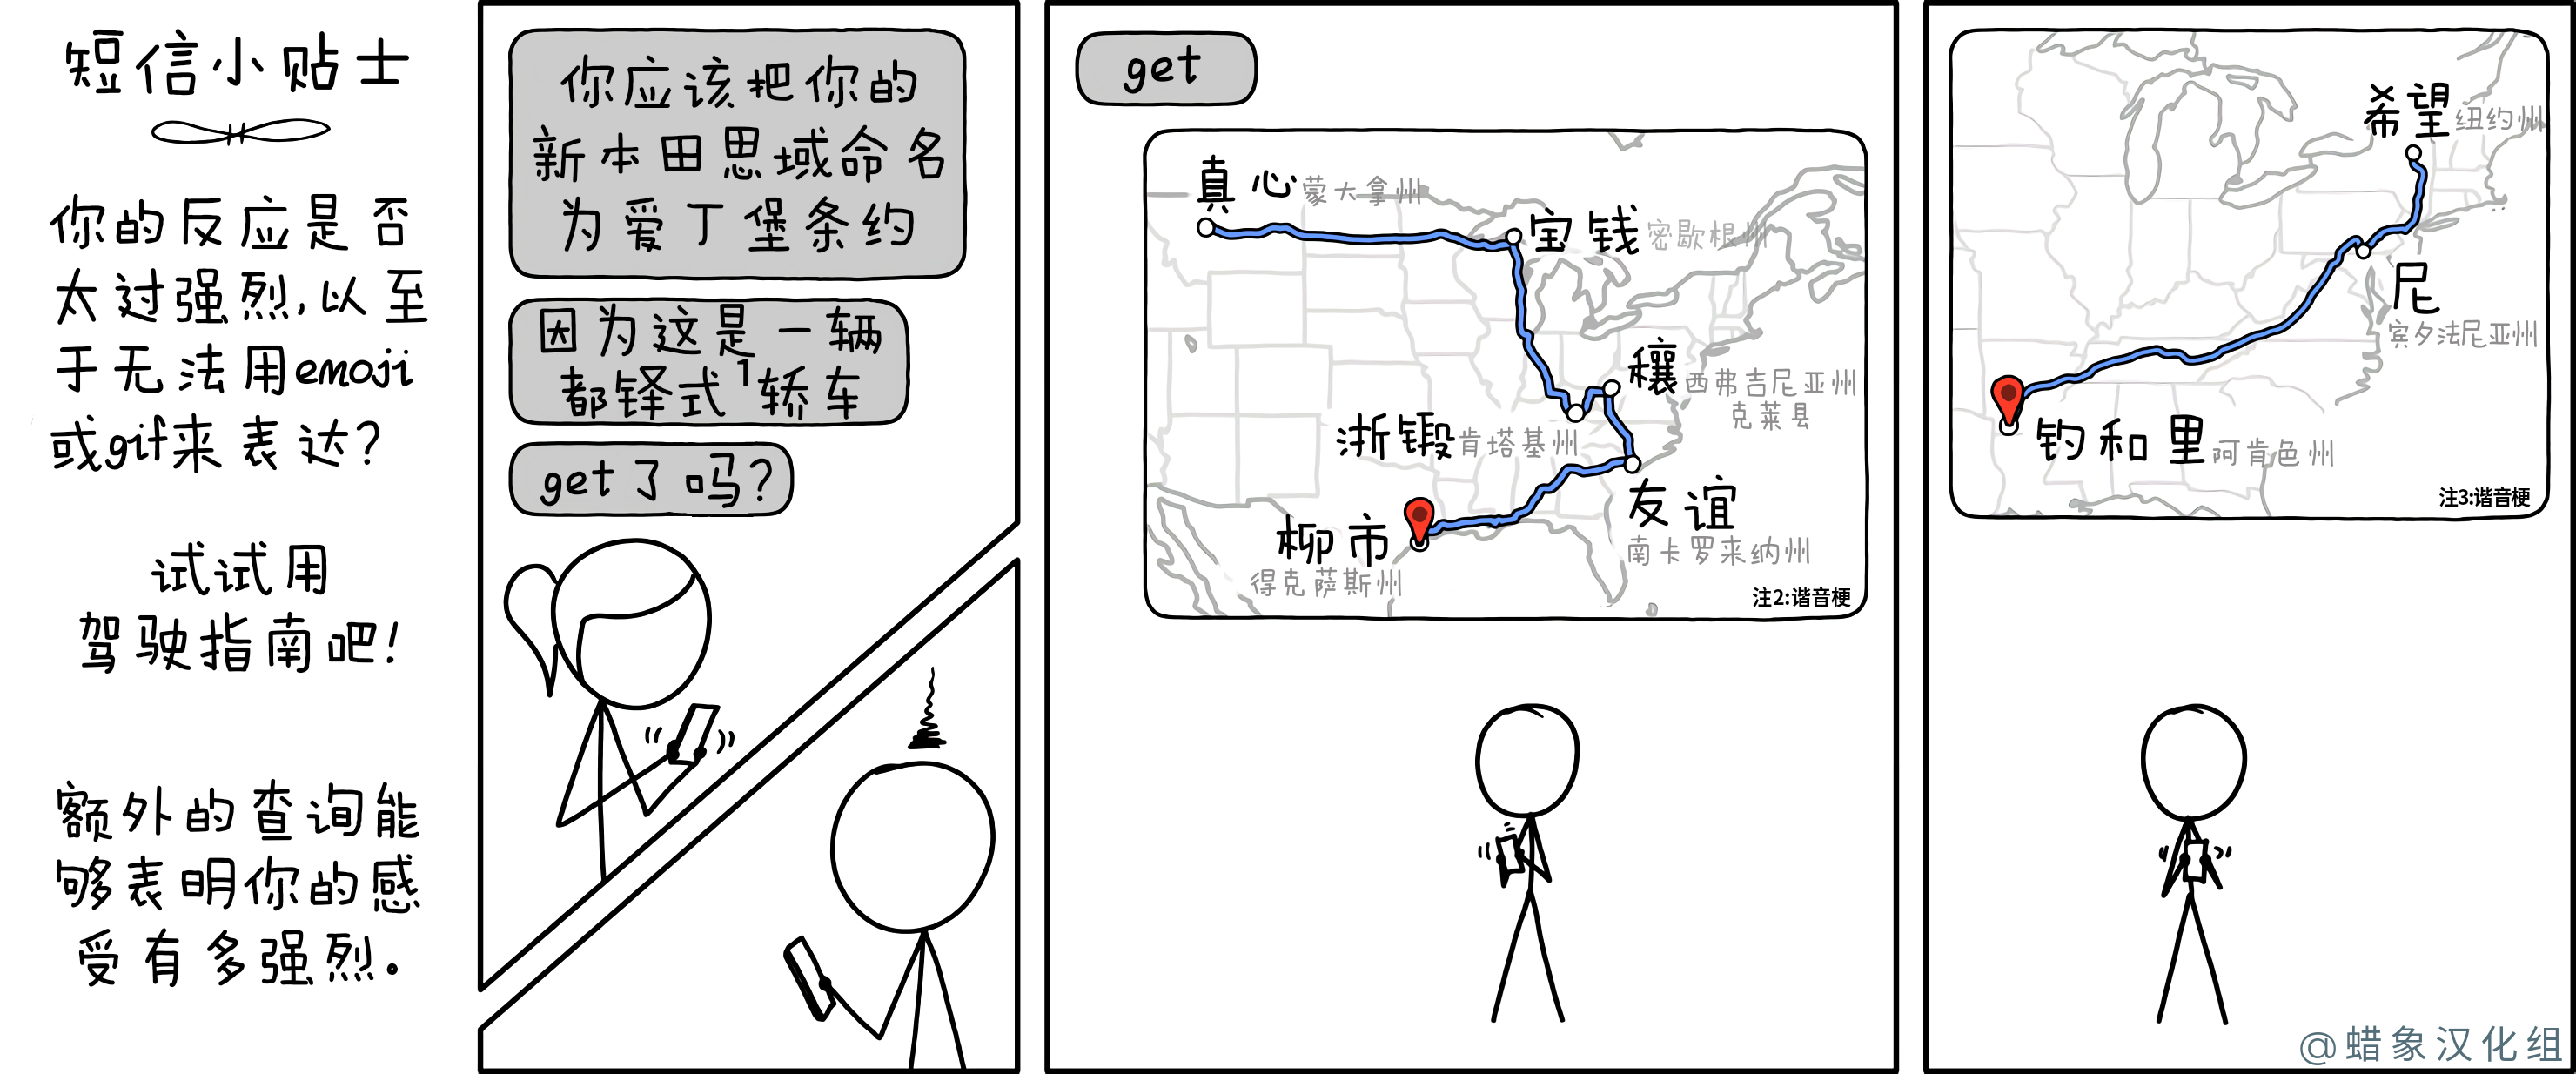 短信小贴士
你的反应是否
太过强烈，以至
于无法用emoji
或gif来表达?
试试用
驾驶指南吧!
额外的查询能
够表明你的感
受有多强烈。
你应该把你的
新本田思域命名
为爱丁堡条约
因为这是一辆
都铎式1轿车
get了吗?
get
真心 蒙大拿州
宝钱 密歇根州
穰 西弗吉尼亚州
克莱县
浙锻 肯塔基州
友谊
南卡罗来纳州
柳市
得克萨斯州
注2:谐音梗
希望 纽约州
尼
宾夕法尼亚州
钓和里 阿肯色州
注3:谐音梗
@蜡象汉化组